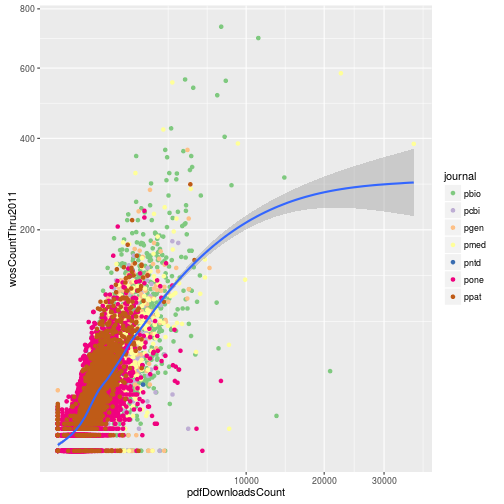 800
600
400
200
wosCountThru2011
10000
20000
30000
pdfDownloadsCount
journal
pbio
pcbi
pgen
pmed
pntd
pone
ppat